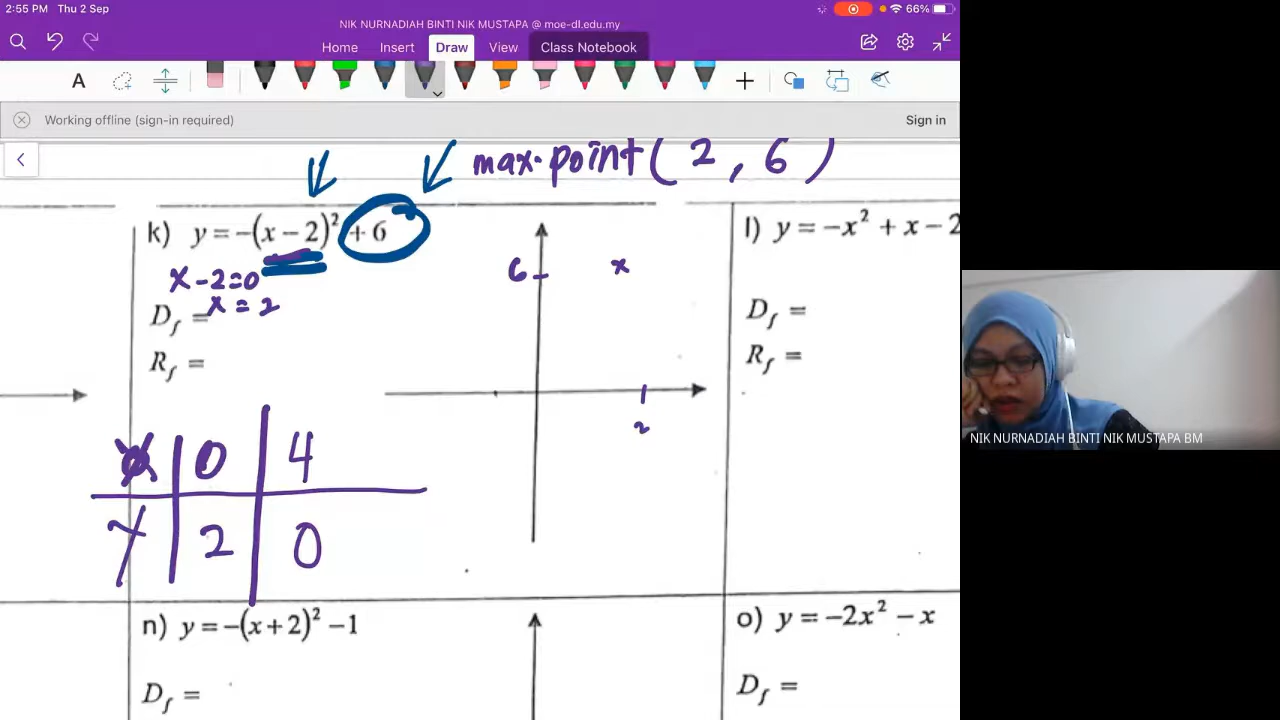 2:55 PM Thu 2 Sep
66%
NIK NURNADIAH BINTI NIK MUSTAPA @ moe-dl.edu.my
Home Insert Draw View Class Notebook
A
Working offline (sign-in required) Sign in
max. point ( 2 , 6 )
k) y = -(x - 2)² + 6
x - 2 = 0
x = 2
D_f =
R_f =
6 x
2
x 0 4
y 2 0
l) y = -x² + x - 2
D_f =
R_f =
n) y = -(x+2)² - 1
D_f =
o) y = -2x² - x
D_f =
NIK NURNADIAH BINTI NIK MUSTAPA BM